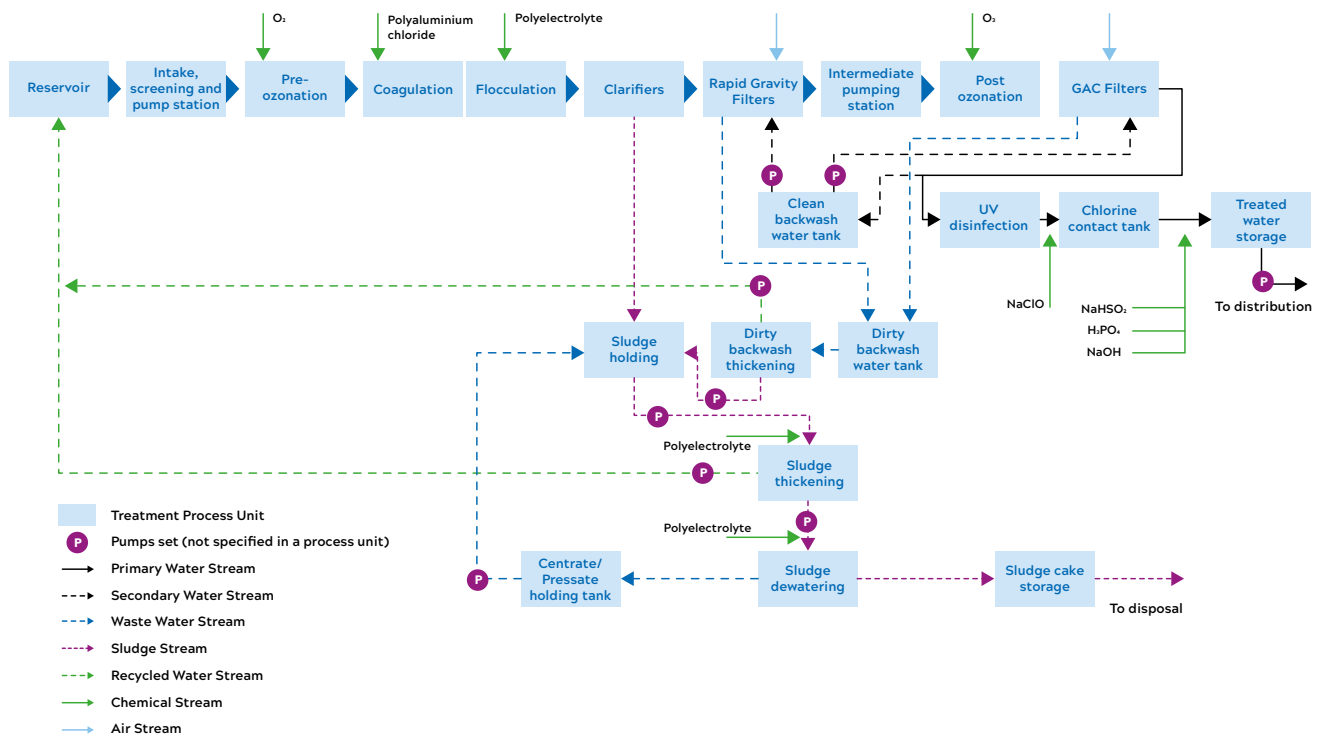 O₂
Polyaluminium
chloride
Polyelectrolyte
O₃
Reservoir
Intake,
screening and
pump station
Pre-
ozonation
Coagulation
Flocculation
Clarifiers
Rapid Gravity
Filters
Intermediate
pumping
station
Post
ozonation
GAC Filters
P
P
Clean
backwash
water tank
UV
disinfection
Chlorine
contact tank
Treated
water
storage
P
P
NaClO
NaHSO₂
H₃PO₄
NaOH
To distribution
Sludge
holding
Dirty
backwash
thickening
Dirty
backwash
water tank
P
P
Polyelectrolyte
Sludge
thickening
P
P
Polyelectrolyte
Centrate/
Pressate
holding tank
Sludge
dewatering
Sludge cake
storage
P
To disposal
Treatment Process Unit
P
Pumps set (not specified in a process unit)
Primary Water Stream
Secondary Water Stream
Waste Water Stream
Sludge Stream
Recycled Water Stream
Chemical Stream
Air Stream